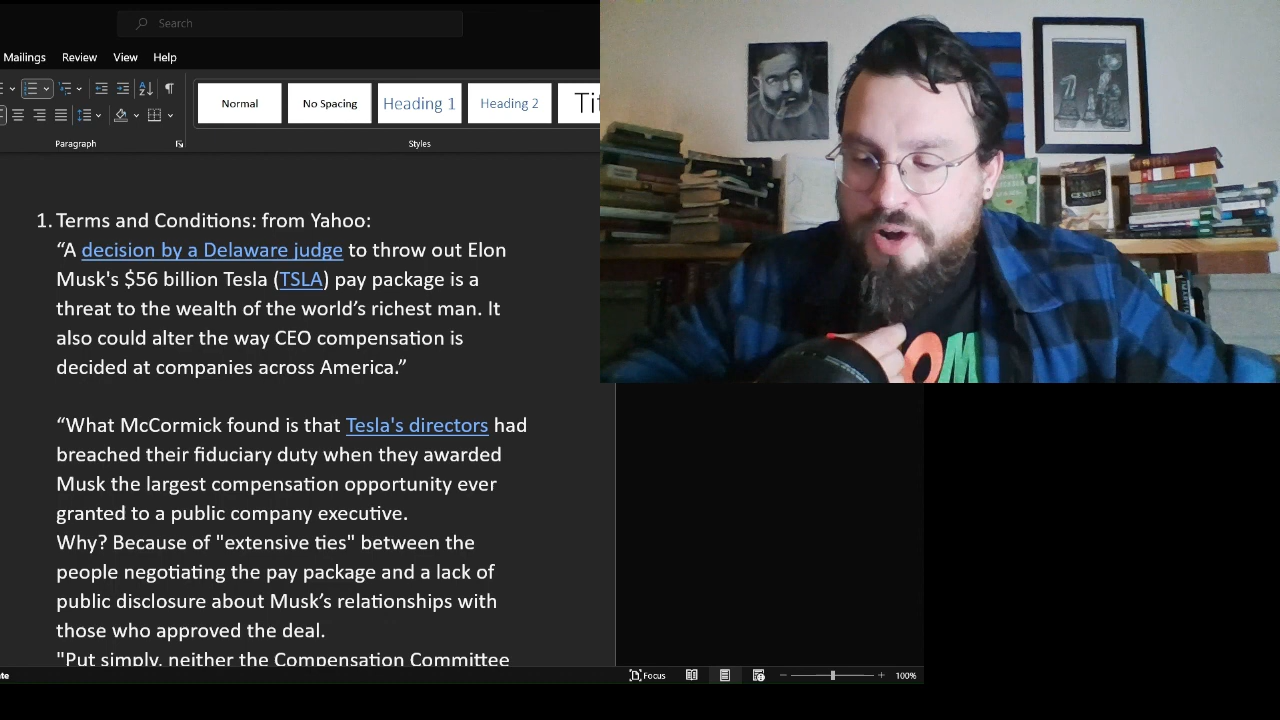 Search
Mailings Review View Help
Normal No Spacing Heading 1 Heading 2 Tit
Paragraph Styles
1. Terms and Conditions: from Yahoo:
“A decision by a Delaware judge to throw out Elon
Musk's $56 billion Tesla (TSLA) pay package is a
threat to the wealth of the world’s richest man. It
also could alter the way CEO compensation is
decided at companies across America.”
“What McCormick found is that Tesla's directors had
breached their fiduciary duty when they awarded
Musk the largest compensation opportunity ever
granted to a public company executive.
Why? Because of "extensive ties" between the
people negotiating the pay package and a lack of
public disclosure about Musk’s relationships with
those who approved the deal.
"Put simply, neither the Compensation Committee
Focus 100%
GENIUS
OM